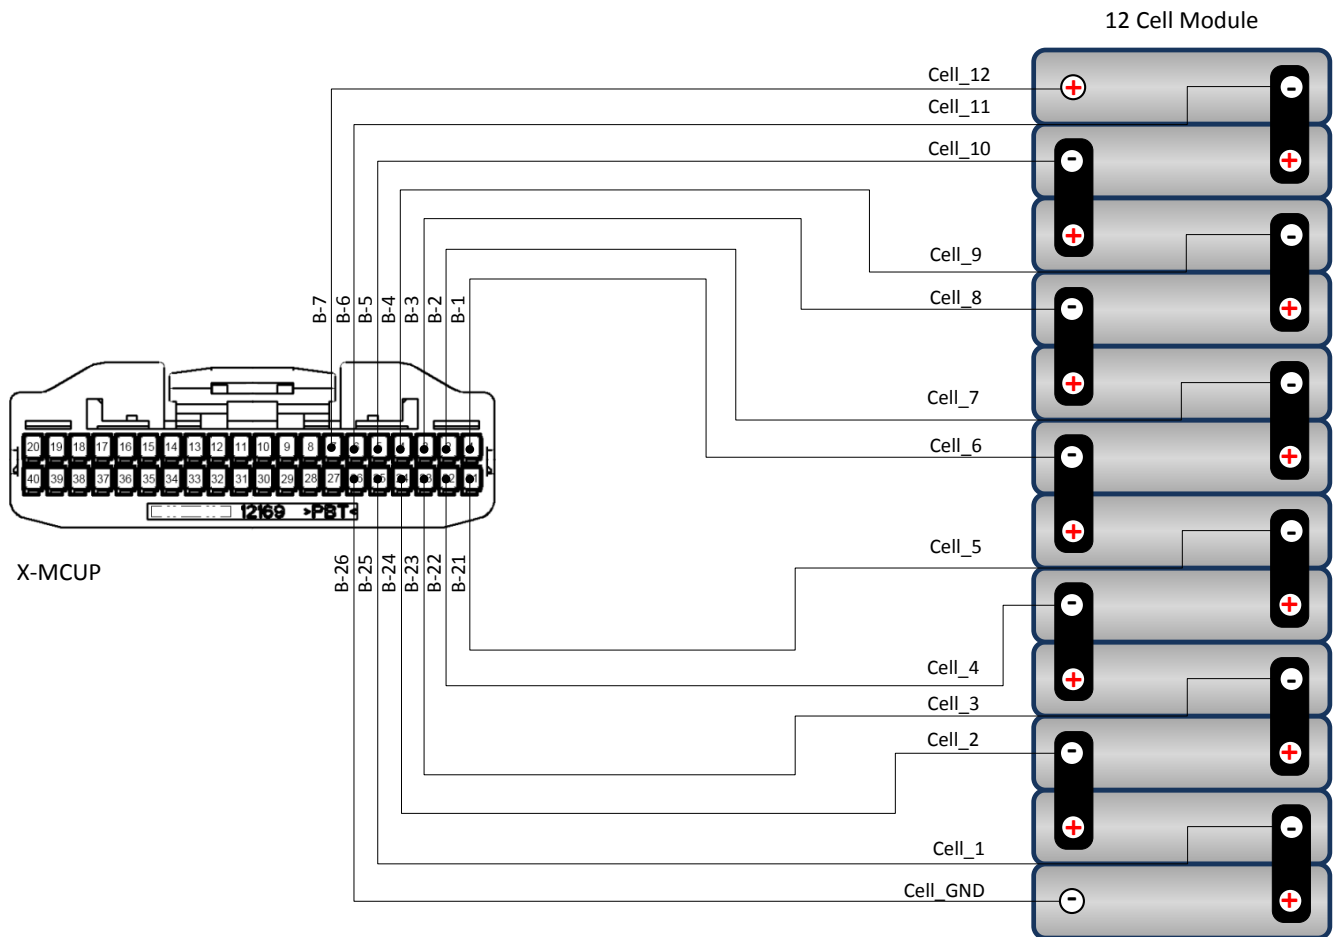 12 Cell Module
Cell_12
Cell_11
Cell_10
Cell_9
Cell_8
Cell_7
Cell_6
Cell_5
Cell_4
Cell_3
Cell_2
Cell_1
Cell_GND
B-7
B-6
B-5
B-4
B-3
B-2
B-1
20 19 18 17 16 15 14 13 12 11 10 9 8
40 39 38 37 36 35 34 33 32 31 30 29 28 27
12169 >PBT<
B-26
B-25
B-24
B-23
B-22
B-21
X-MCUP